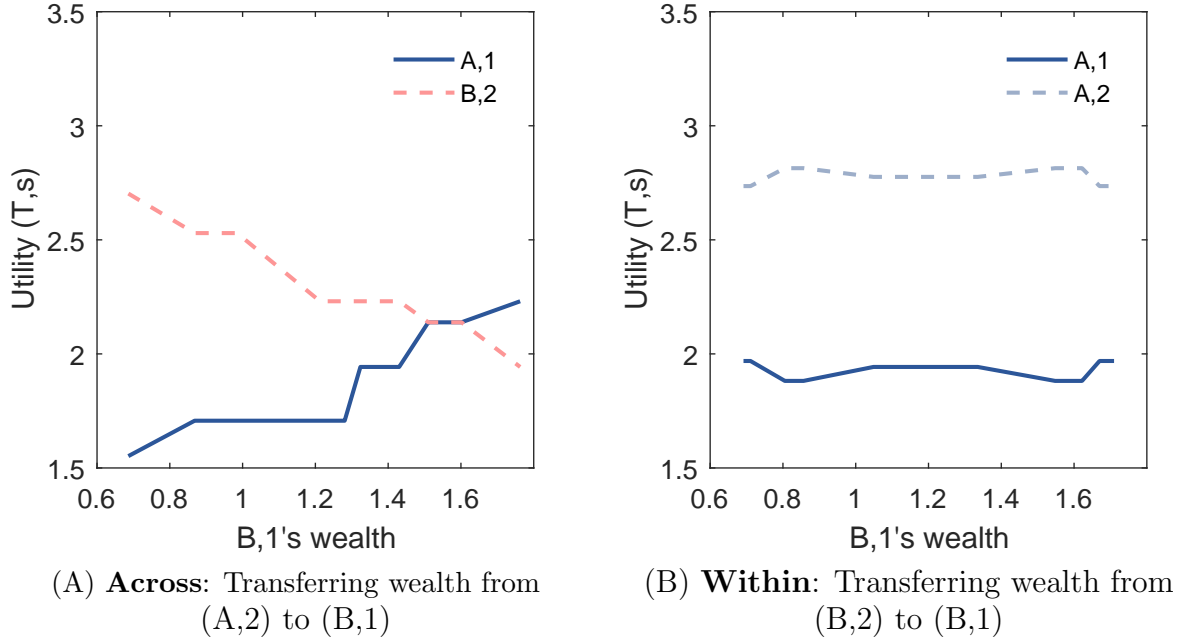 3.5
3
2.5
2
1.5
Utility (T,s)
A,1
B,2
0.6 0.8 1 1.2 1.4 1.6
B,1's wealth
(A) Across: Transferring wealth from
(A,2) to (B,1)
3.5
3
2.5
2
1.5
Utility (T,s)
A,1
A,2
0.6 0.8 1 1.2 1.4 1.6
B,1's wealth
(B) Within: Transferring wealth from
(B,2) to (B,1)